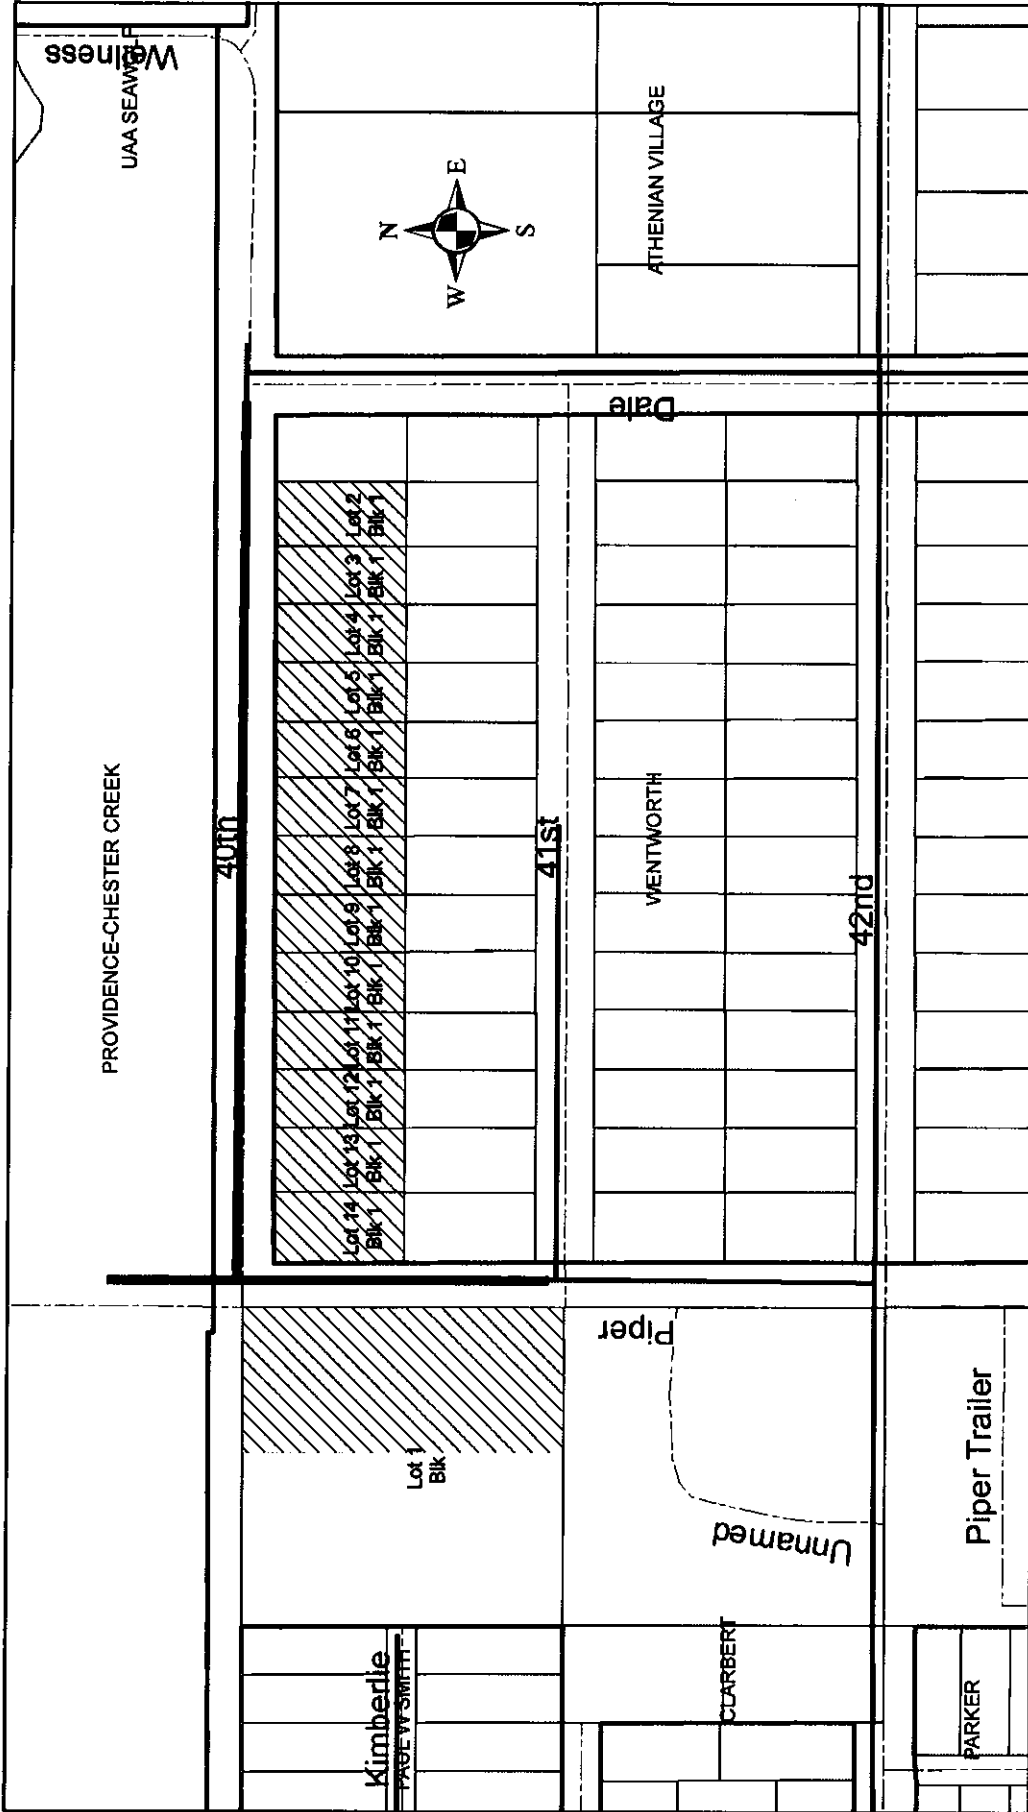 Wellness
UAA SEAWOLF
PROVIDENCE-CHESTER CREEK
40th
N
W
E
S
ATHENIAN VILLAGE
Dale
Lot 14
Blk 1
Lot 13
Blk 1
Lot 12
Blk 1
Lot 11
Blk 1
Lot 10
Blk 1
Lot 9
Blk 1
Lot 8
Blk 1
Lot 7
Blk 1
Lot 6
Blk 1
Lot 5
Blk 1
Lot 4
Blk 1
Lot 3
Blk 1
Lot 2
Blk 1
41st
WENTWORTH
42nd
Piper
Lot 1
Blk
Unnamed
Piper Trailer
Kimberlie
PAUL W SMITH
CLARBERT
PARKER